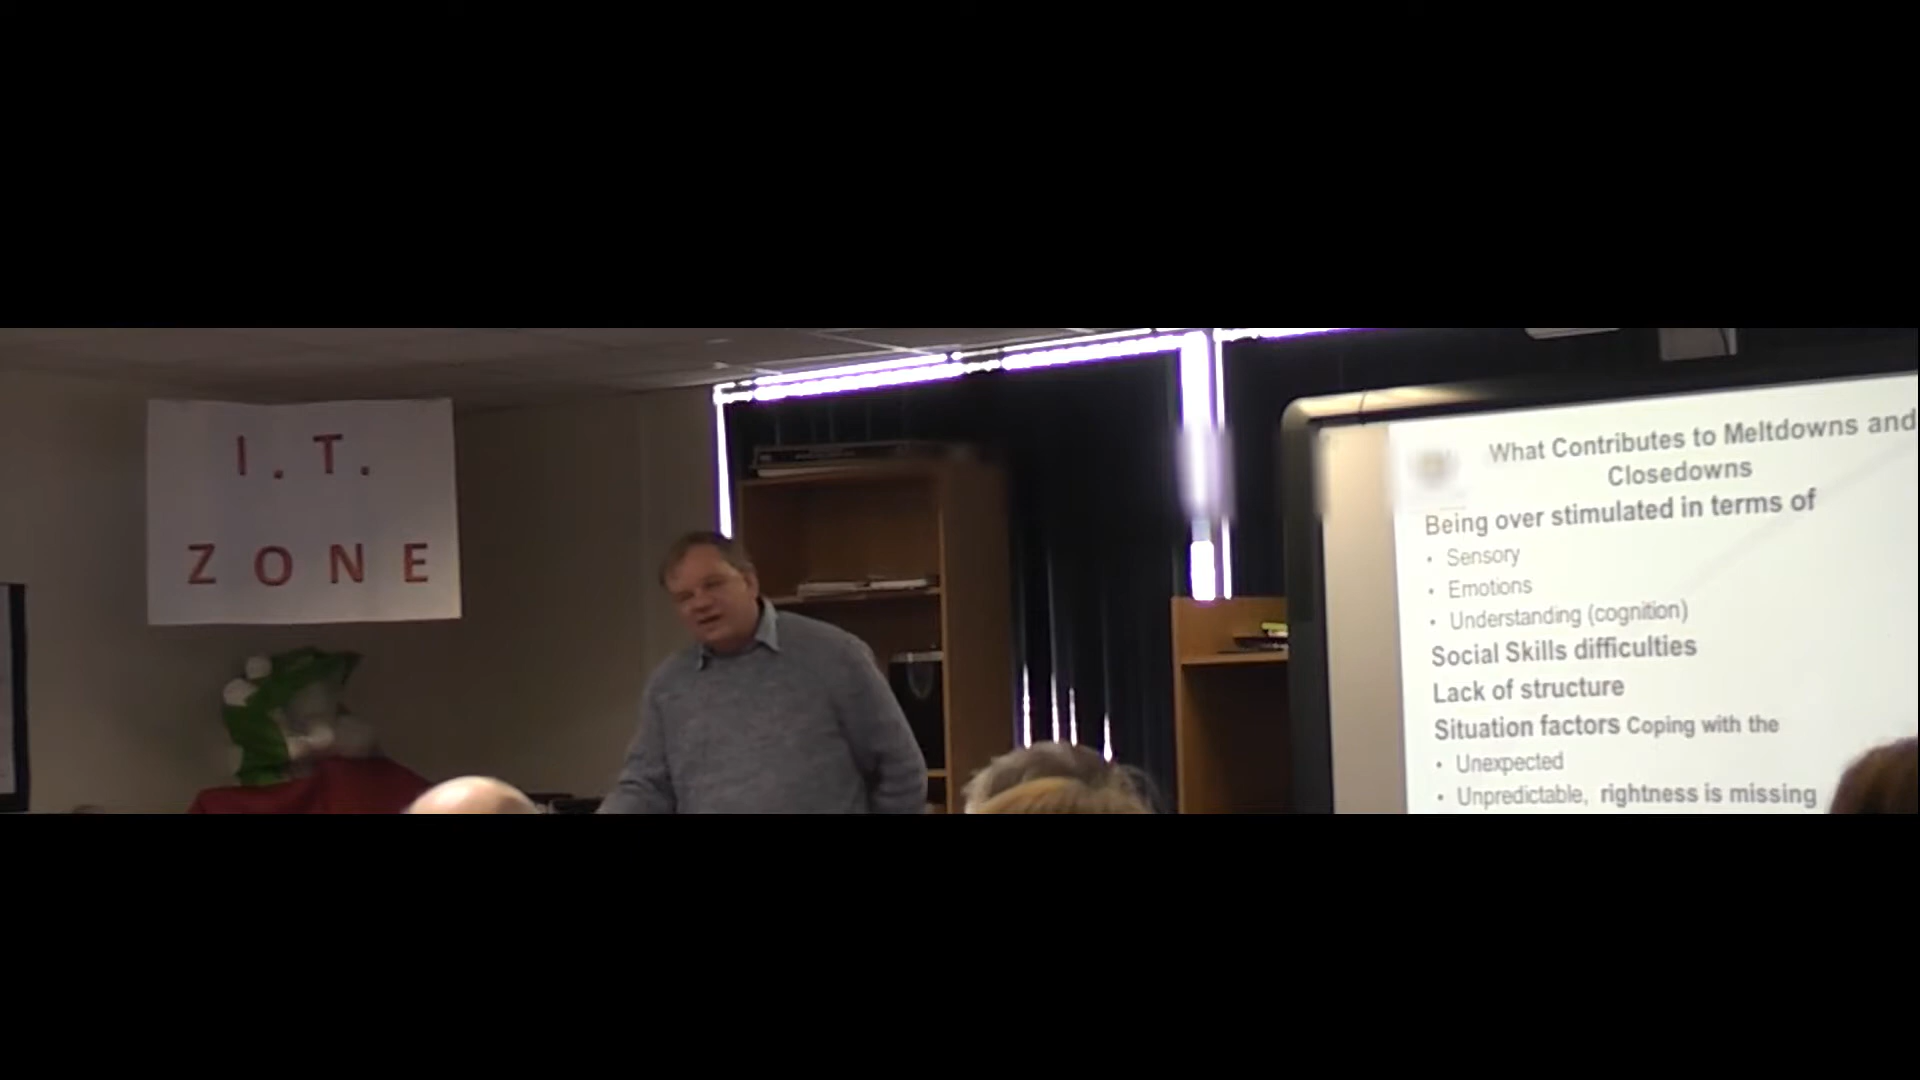 I.T.
ZONE
What Contributes to Meltdowns and
Closedowns
Being over stimulated in terms of
• Sensory
• Emotions
• Understanding (cognition)
Social Skills difficulties
Lack of structure
Situation factors Coping with the
• Unexpected
• Unpredictable, rightness is missing